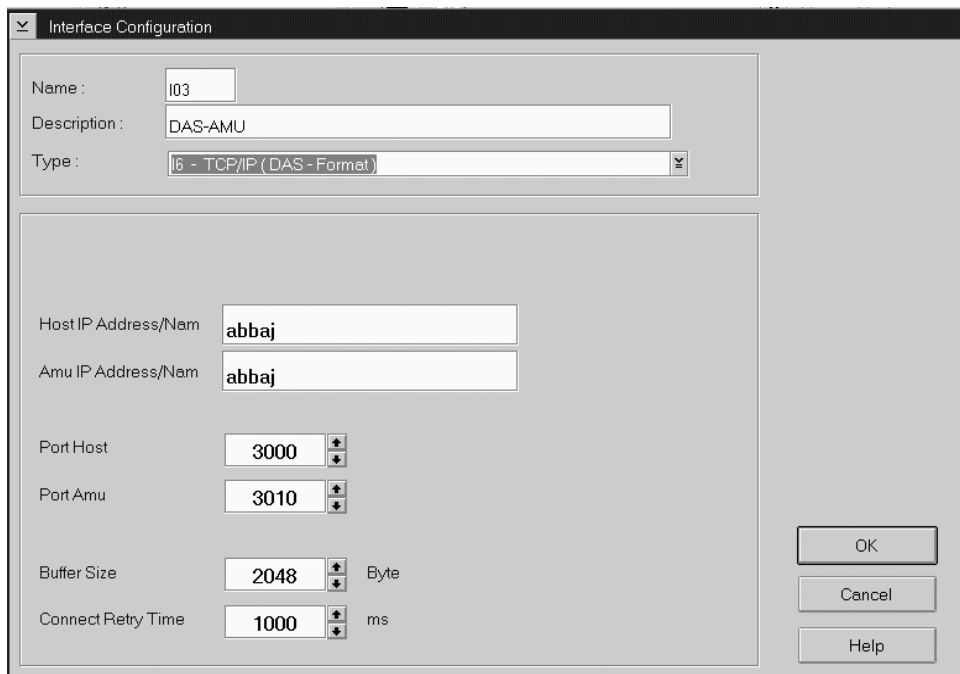 Interface Configuration
Name : I03
Description : DAS-AMU
Type : I6 - TCP/IP ( DAS - Format )
Host IP Address/Nam abbaj
Amu IP Address/Nam abbaj
Port Host 3000
Port Amu 3010
Buffer Size 2048 Byte
Connect Retry Time 1000 ms
OK
Cancel
Help